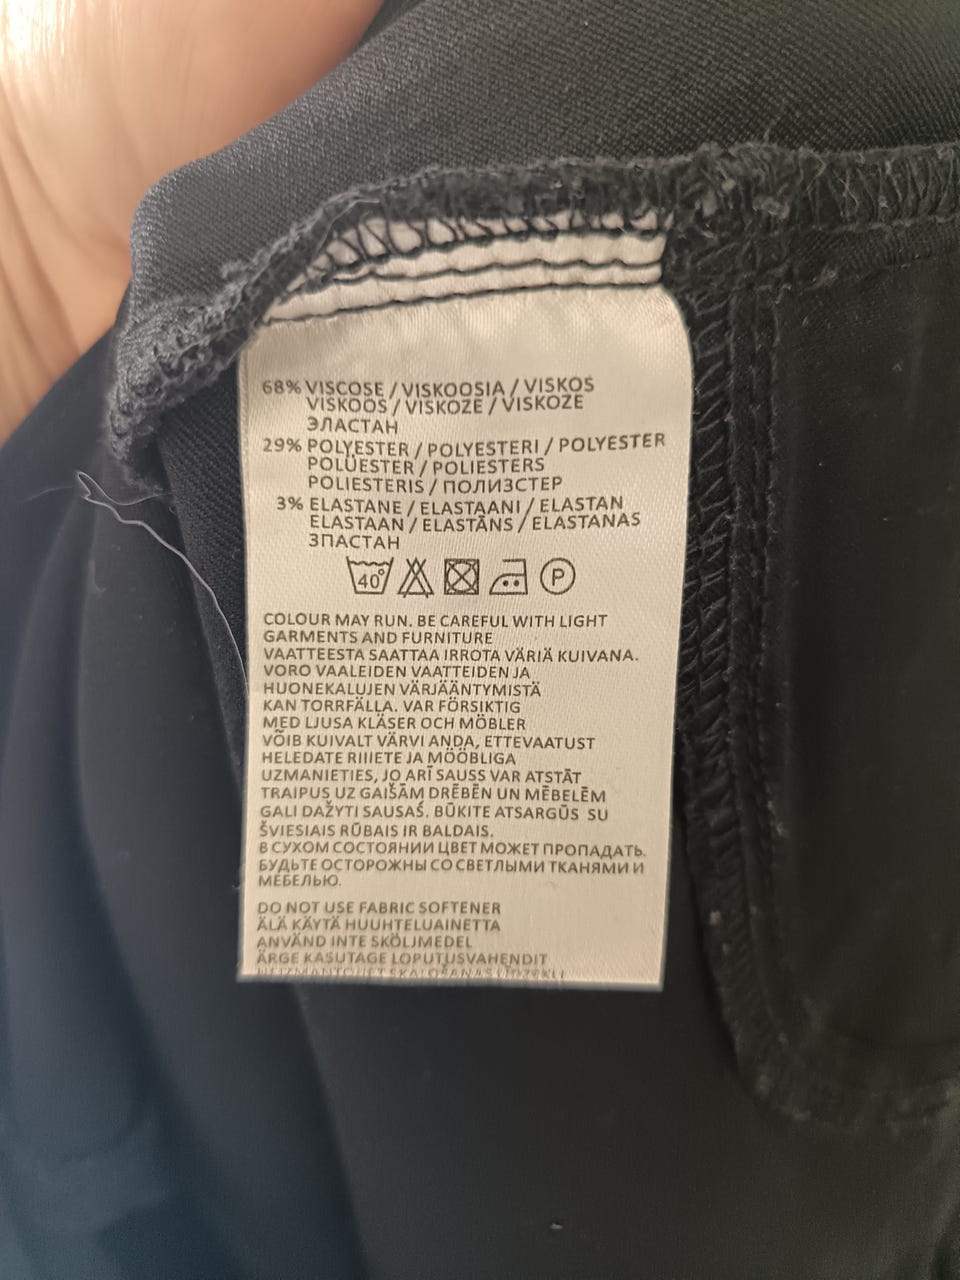 68% VISCOSE / VISKOOSIA / VISKOS
VISKOOS / VISKOZE / VISKOZE
ЭЛАСТАН
29% POLYESTER / POLYESTERI / POLYESTER
POLÜESTER / POLIESTERS
POLIESTERIS / ПОЛИЗСТЕР
3% ELASTANE / ELASTAANI / ELASTAN
ELASTAAN / ELASTĀNS / ELASTANAS
ЗПАСТАН
40° P
COLOUR MAY RUN. BE CAREFUL WITH LIGHT
GARMENTS AND FURNITURE
VAATTEESTA SAATTAA IRROTA VÄRIÄ KUIVANA.
VORO VAALEIDEN VAATTEIDEN JA
HUONEKALUJEN VÄRJÄÄNTYMISTÄ
KAN TORRFÄLLA. VAR FÖRSIKTIG
MED LJUSA KLÄSER OCH MÖBLER
VÕIB KUIVALT VÄRVI ANDA, ETTEVAATUST
HELEDATE RIIIETE JA MÖÖBLIGA
UZMANIETIES, JO ARĪ SAUSS VAR ATSTĀT
TRAIPUS UZ GAIŠĀM DRĒBĒN UN MĒBELĒM
GALI DAŽYTI SAUSAS. BŪKITE ATSARGŪS SU
ŠVIESIAIS RŪBAIS IR BALDAIS.
В СУХОМ СОСТОЯНИИ ЦВЕТ МОЖЕТ ПРОПАДАТЬ.
БУДЬТЕ ОСТОРОЖНЫ СО СВЕТЛЫМИ ТКАНЯМИ И
МЕБЕЛЬЮ.
DO NOT USE FABRIC SOFTENER
ÄLÄ KÄYTÄ HUUHTELUAINETTA
ANVÄND INTE SKÖLJMEDEL
ÄRGE KASUTAGE LOPUTUSVAHENDIT